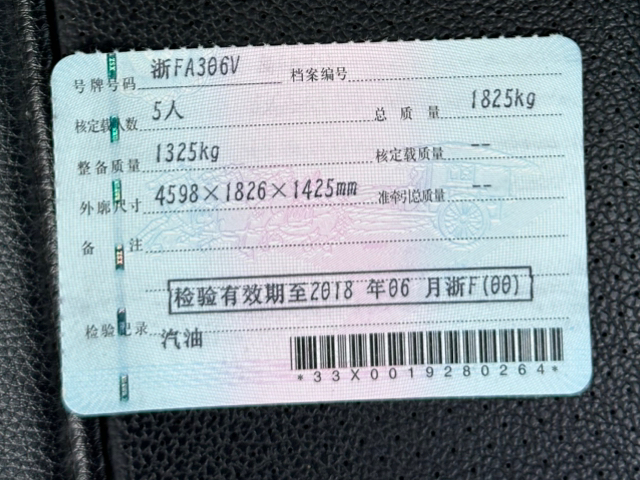 号牌号码 浙FA306V 档案编号
核定载人数 5人 总质量 1825kg
整备质量 1325kg 核定载质量 --
外廓尺寸 4598×1826×1425mm 准牵引总质量 --
备注
检验有效期至2018 年06 月浙F(00)
检验记录 汽油
*33X0019280264*